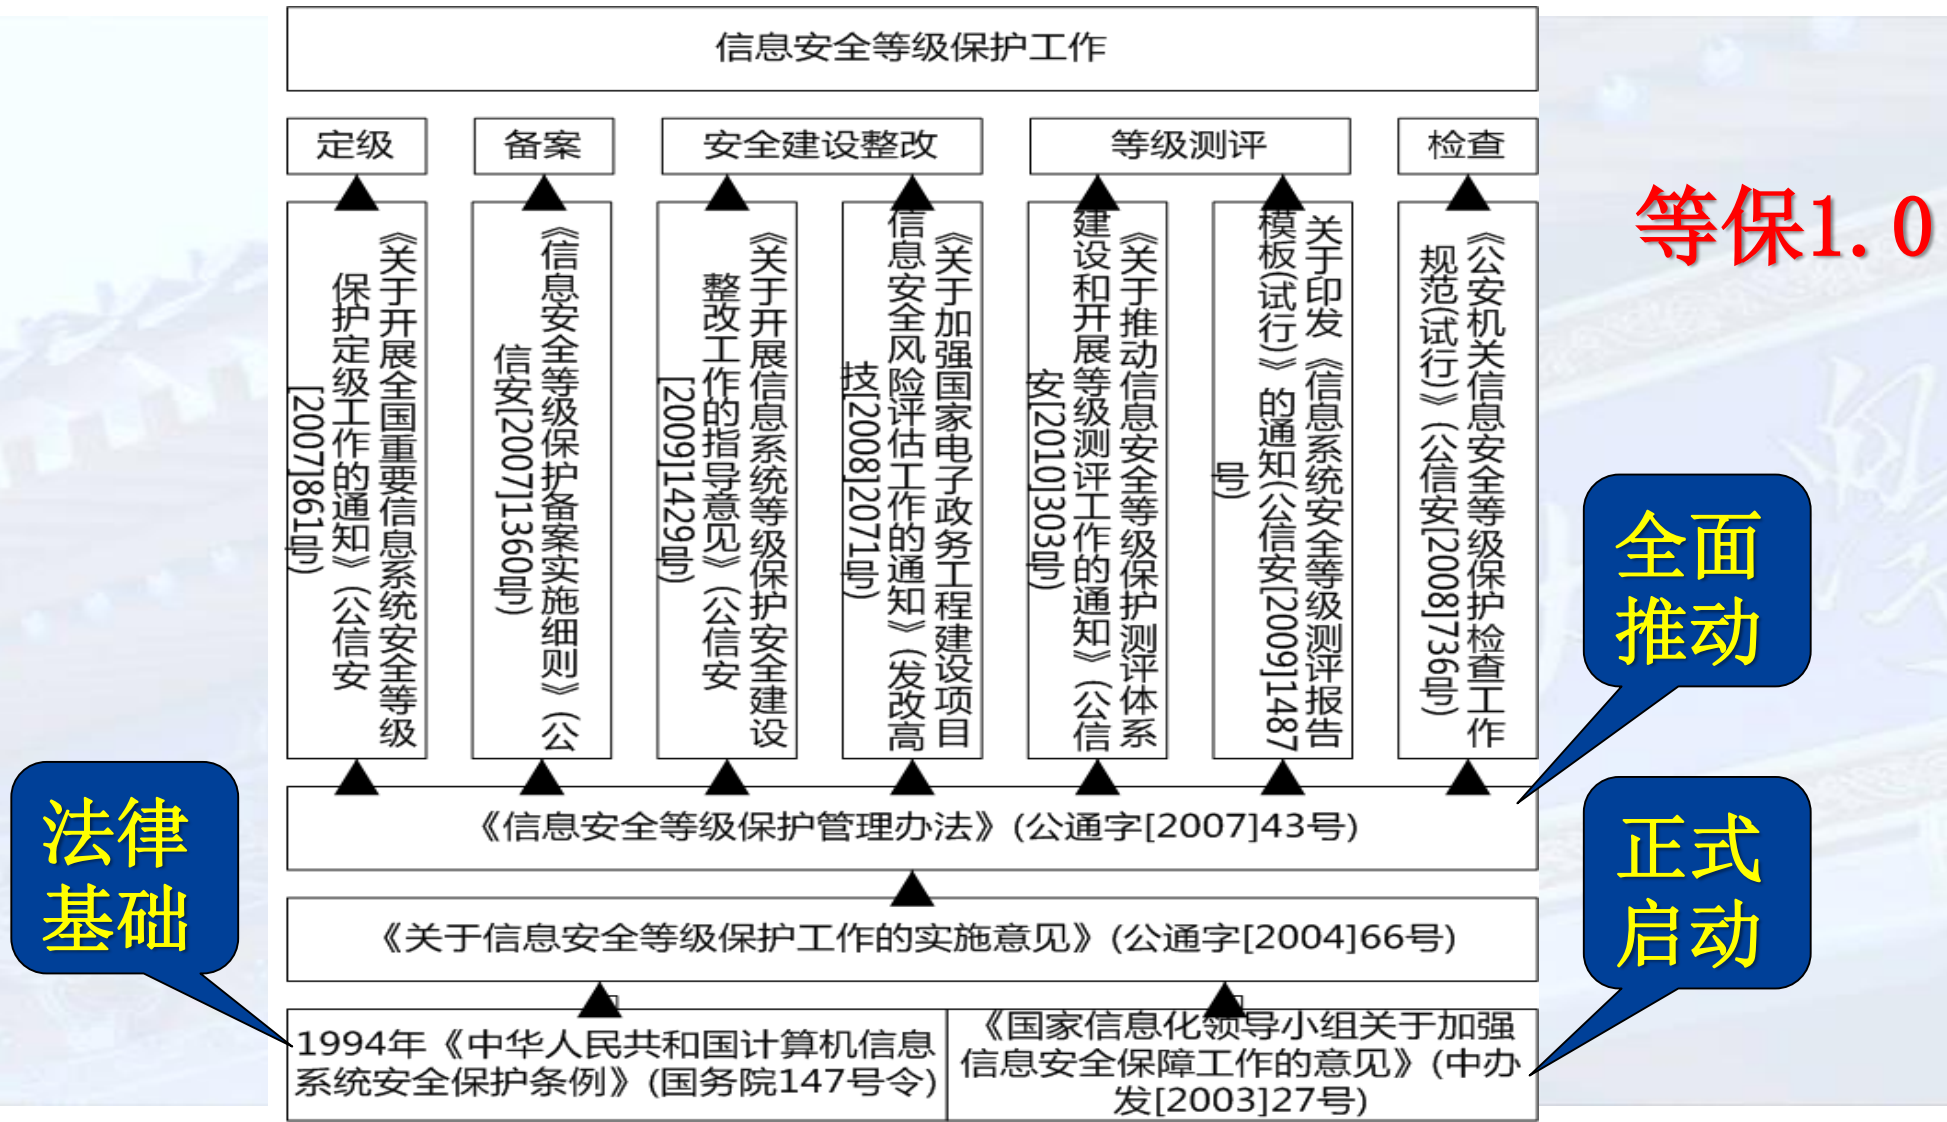 信息安全等级保护工作
定级
备案
安全建设整改
等级测评
检查
等保1.0
《关于开展全国重要信息系统安全等级
保护定级工作的通知》（公信安
[2007]861号)
《信息安全等级保护备案实施细则》（公
信安[2007]1360号)
《关于开展信息系统等级保护安全建设
整改工作的指导意见》（公信安
[2009]1429号)
《关于加强国家电子政务工程建设项目
信息安全风险评估工作的通知》（发改高
技[2008]2071号)
《关于推动信息安全等级保护测评体系
建设和开展等级测评工作的通知》（公信
安[2010]303号)
关于印发《信息系统安全等级测评报告
模板(试行)》的通知(公信安[2009]1487
号)
《公安机关信息安全等级保护检查工作
规范(试行)》（公信安[2008]736号)
全面
推动
《信息安全等级保护管理办法》(公通字[2007]43号)
法律
基础
正式
启动
《关于信息安全等级保护工作的实施意见》(公通字[2004]66号)
1994年《中华人民共和国计算机信息
系统安全保护条例》(国务院147号令)
《国家信息化领导小组关于加强
信息安全保障工作的意见》(中办
发[2003]27号)